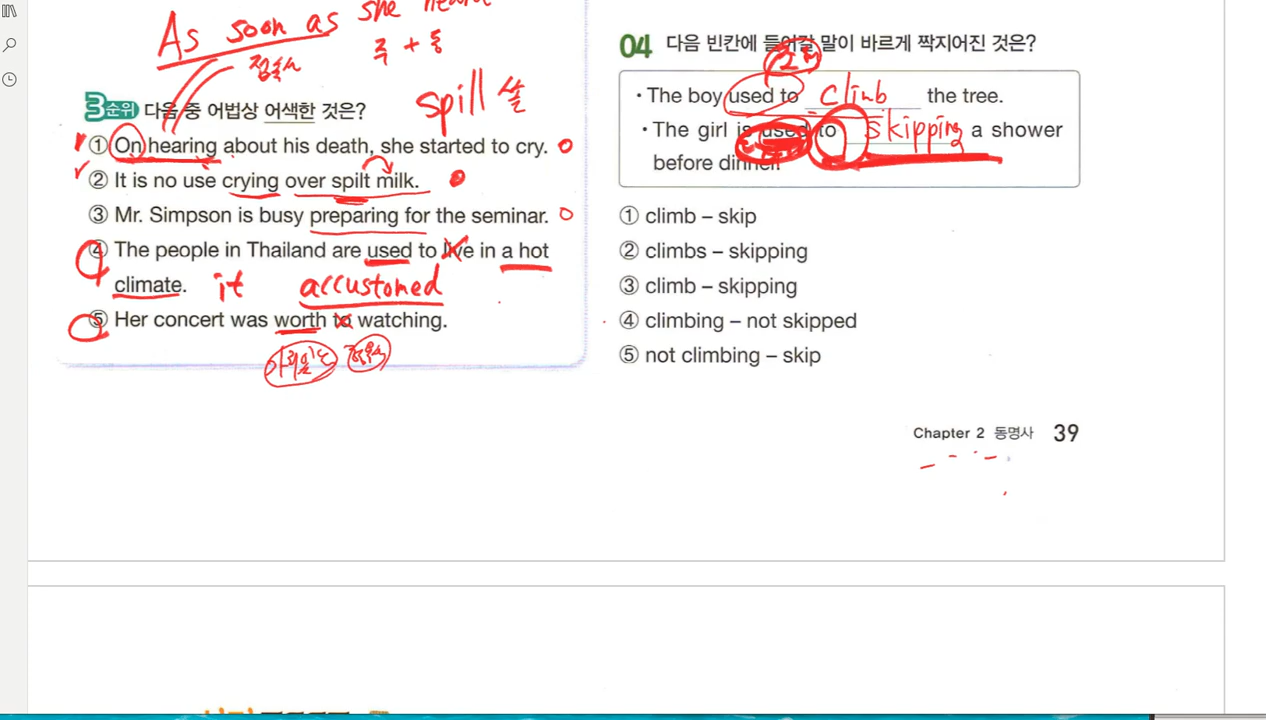 As soon as she heard
주 + 동
접속사
3순위 다음 중 어법상 어색한 것은?
spill 쏟
① On hearing about his death, she started to cry.
② It is no use crying over spilt milk.
③ Mr. Simpson is busy preparing for the seminar.
④ The people in Thailand are used to live in a hot
climate. it accustomed
⑤ Her concert was worth to watching.
04 다음 빈칸에 들어갈 말이 바르게 짝지어진 것은?
• The boy used to climb the tree.
• The girl is used to skipping a shower
before dinner.
① climb – skip
② climbs – skipping
③ climb – skipping
④ climbing – not skipped
⑤ not climbing – skip
Chapter 2 동명사 39